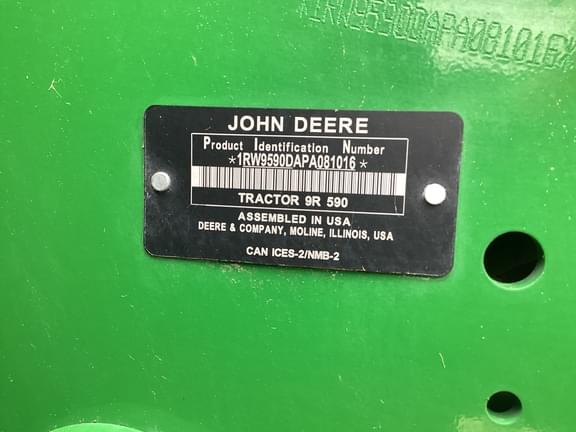 *1RW9590DAPA081016*
JOHN DEERE
Product Identification Number
*1RW9590DAPA081016*
TRACTOR 9R 590
ASSEMBLED IN USA
DEERE & COMPANY, MOLINE, ILLINOIS, USA
CAN ICES-2/NMB-2